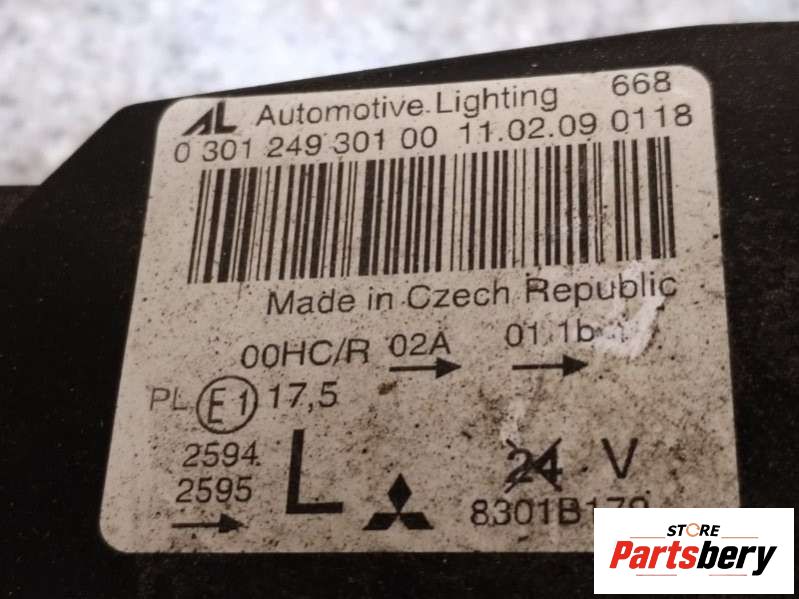 AL Automotive Lighting 668
0 301 249 301 00 11.02.09 0118
Made in Czech Republic
00HC/R 02A 01 1b
PL E1 17,5
2594
2595
L
24 V
8301B179
STORE
Partsbery